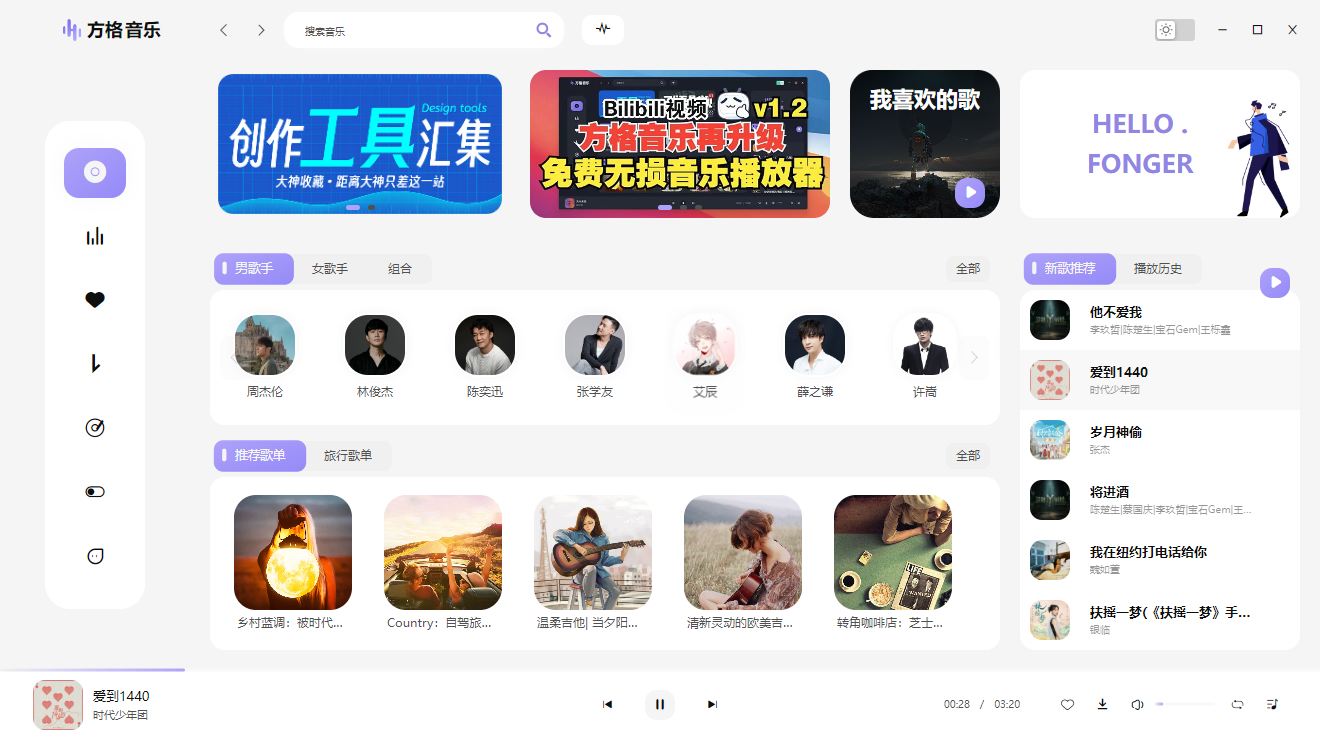 方格音乐
搜索音乐
Design tools
创作工具汇集
大神收藏·距离大神只差这一站
Bilibili视频 v1.2
方格音乐再升级
免费无损音乐播放器
我喜欢的歌
HELLO .
FONGER
男歌手 女歌手 组合 全部
周杰伦 林俊杰 陈奕迅 张学友 艾辰 薛之谦 许嵩
推荐歌单 旅行歌单 全部
LIFE
乡村蓝调：被时代... Country：自驾旅... 温柔吉他| 当夕阳... 清新灵动的欧美吉... 转角咖啡店：芝士...
新歌推荐 播放历史
他不爱我
李玖哲|陈楚生|宝石Gem|王栎鑫
爱到1440
时代少年团
岁月神偷
张杰
将进酒
陈楚生|蔡国庆|李玖哲|宝石Gem|王...
我在纽约打电话给你
魏如萱
扶摇一梦(《扶摇一梦》手...
银临
爱到1440
时代少年团
00:28 / 03:20